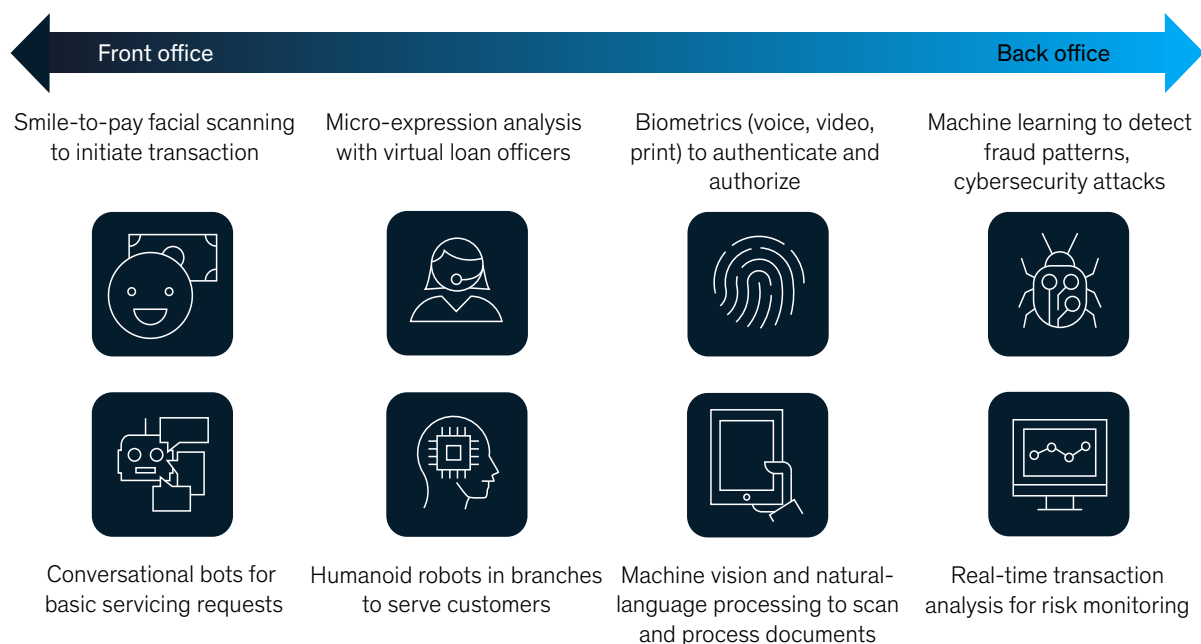 Front office
Back office
Smile-to-pay facial scanning
to initiate transaction
Micro-expression analysis
with virtual loan officers
Biometrics (voice, video,
print) to authenticate and
authorize
Machine learning to detect
fraud patterns,
cybersecurity attacks
Conversational bots for
basic servicing requests
Humanoid robots in branches
to serve customers
Machine vision and natural-
language processing to scan
and process documents
Real-time transaction
analysis for risk monitoring